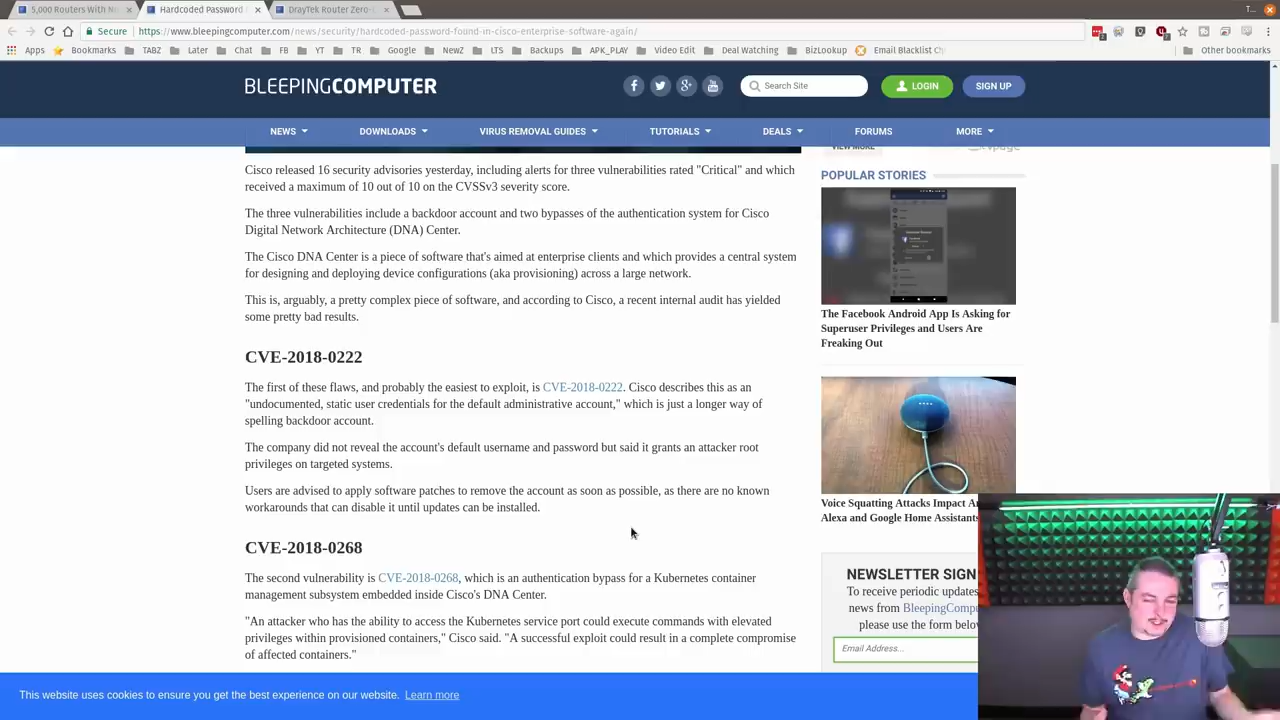 5,000 Routers With N
Hardcoded Password
DrayTek Router Zero-
T...
Secure
https://www.bleepingcomputer.com/news/security/hardcoded-password-found-in-cisco-enterprise-software-again/
Apps
Bookmarks
TABZ
Later
Chat
FB
YT
TR
Google
NewZ
LTS
Backups
APK_PLAY
Video Edit
Deal Watching
BizLookup
Email Blacklist C
Other bookmarks
BLEEPINGCOMPUTER
Search Site
LOGIN
SIGN UP
NEWS
DOWNLOADS
VIRUS REMOVAL GUIDES
TUTORIALS
DEALS
FORUMS
MORE
Cisco released 16 security advisories yesterday, including alerts for three vulnerabilities rated "Critical" and which
received a maximum of 10 out of 10 on the CVSSv3 severity score.
The three vulnerabilities include a backdoor account and two bypasses of the authentication system for Cisco
Digital Network Architecture (DNA) Center.
The Cisco DNA Center is a piece of software that's aimed at enterprise clients and which provides a central system
for designing and deploying device configurations (aka provisioning) across a large network.
This is, arguably, a pretty complex piece of software, and according to Cisco, a recent internal audit has yielded
some pretty bad results.
CVE-2018-0222
The first of these flaws, and probably the easiest to exploit, is CVE-2018-0222. Cisco describes this as an
"undocumented, static user credentials for the default administrative account," which is just a longer way of
spelling backdoor account.
The company did not reveal the account's default username and password but said it grants an attacker root
privileges on targeted systems.
Users are advised to apply software patches to remove the account as soon as possible, as there are no known
workarounds that can disable it until updates can be installed.
CVE-2018-0268
The second vulnerability is CVE-2018-0268, which is an authentication bypass for a Kubernetes container
management subsystem embedded inside Cisco's DNA Center.
"An attacker who has the ability to access the Kubernetes service port could execute commands with elevated
privileges within provisioned containers," Cisco said. "A successful exploit could result in a complete compromise
of affected containers."
VIEW MORE
POPULAR STORIES
The Facebook Android App Is Asking for
Superuser Privileges and Users Are
Freaking Out
Voice Squatting Attacks Impact A
Alexa and Google Home Assistants
NEWSLETTER SIGN
To receive periodic updates
news from BleepingCompu
please use the form below
Email Address...
This website uses cookies to ensure you get the best experience on our website. Learn more